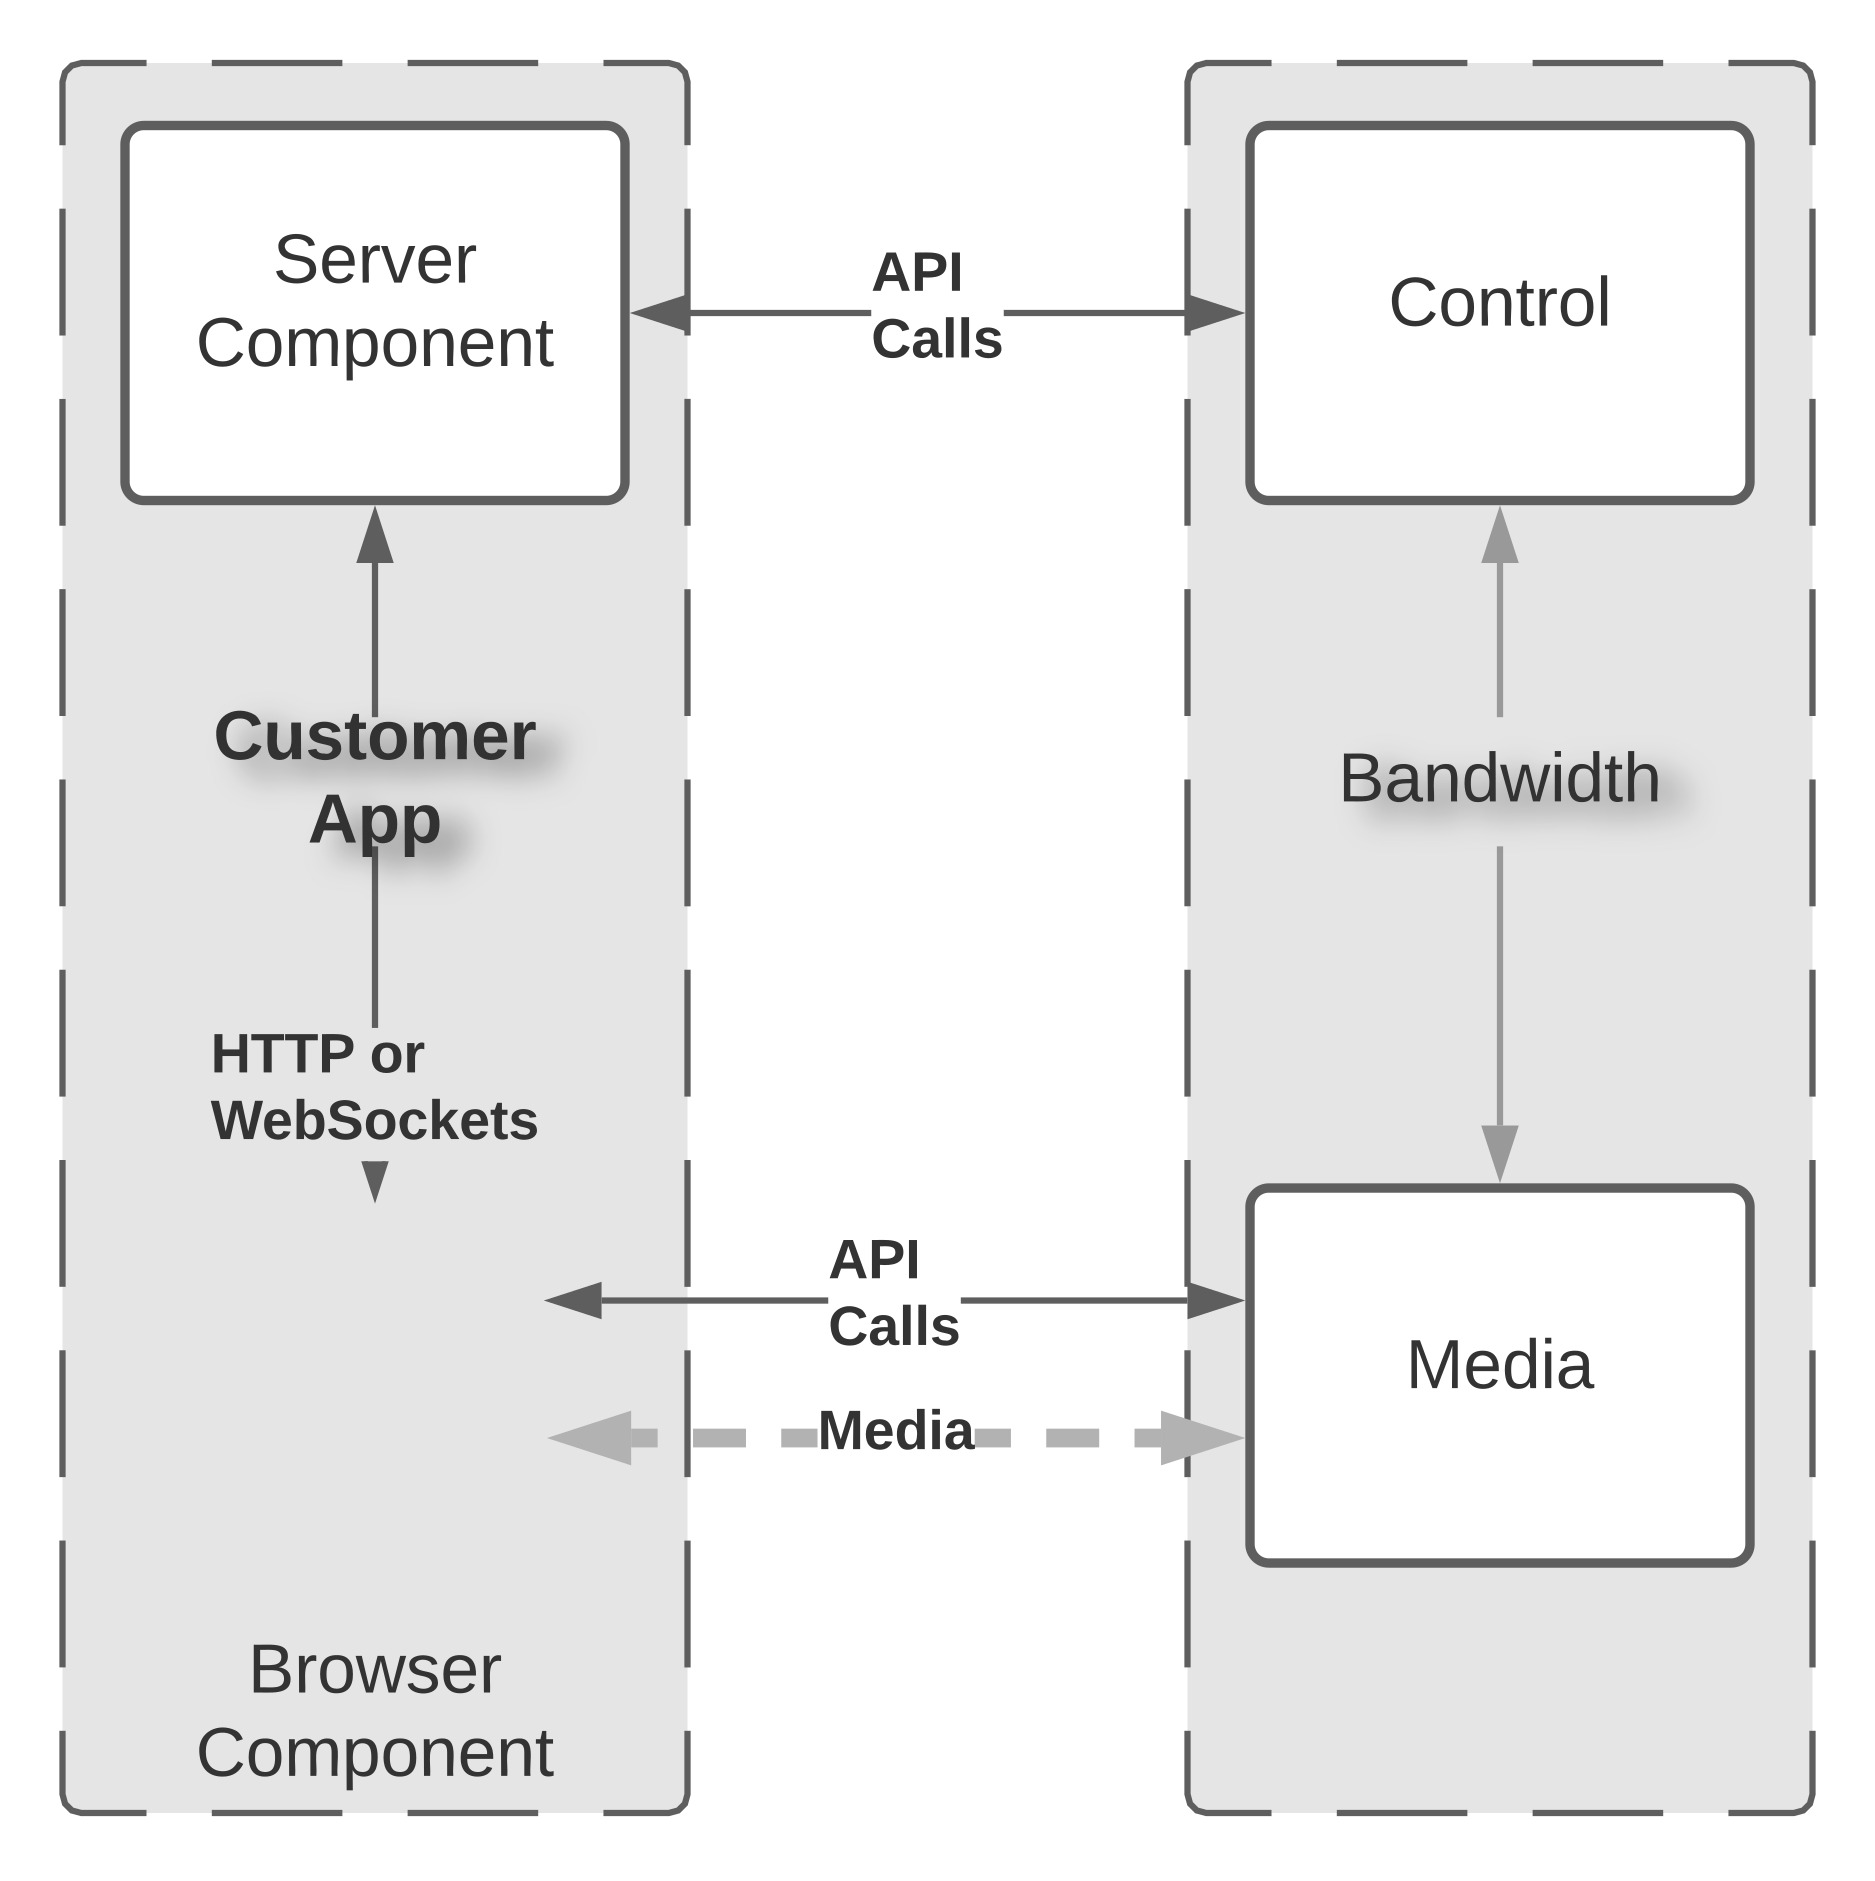 Server
Component
API
Calls
Control
Customer
App
Bandwidth
HTTP or
WebSockets
API
Calls
Media
Media
Browser
Component